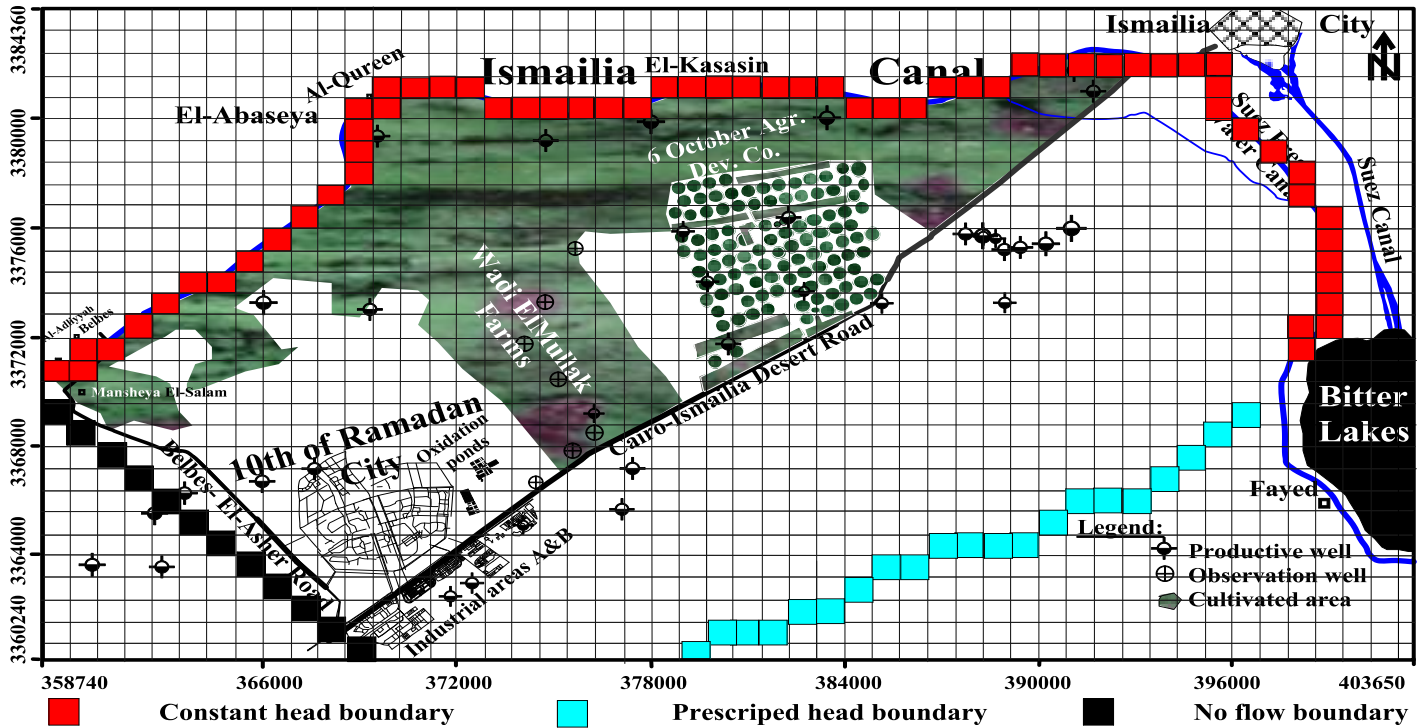 Ismailia City
N
Al-Qureen
Ismailia Canal
El-Kasasin
El-Abaseya
6 October Agr.
Dev. Co.
Suez Fresh
Water Canal
Suez Canal
Wadi ElMullak
Farms
Al-Adliyyah
Belbes
Mansheya El-Salam
Cairo-Ismailia Desert Road
10th of Ramadan
City
Oxidation
ponds
Belbes- El-Asher Road
Industrial areas A&B
Bitter
Lakes
Fayed
Legend:
Productive well
Observation well
Cultivated area
3384360
3380000
3376000
3372000
3368000
3364000
3360240
358740 366000 372000 378000 384000 390000 396000 403650
Constant head boundary Prescriped head boundary No flow boundary